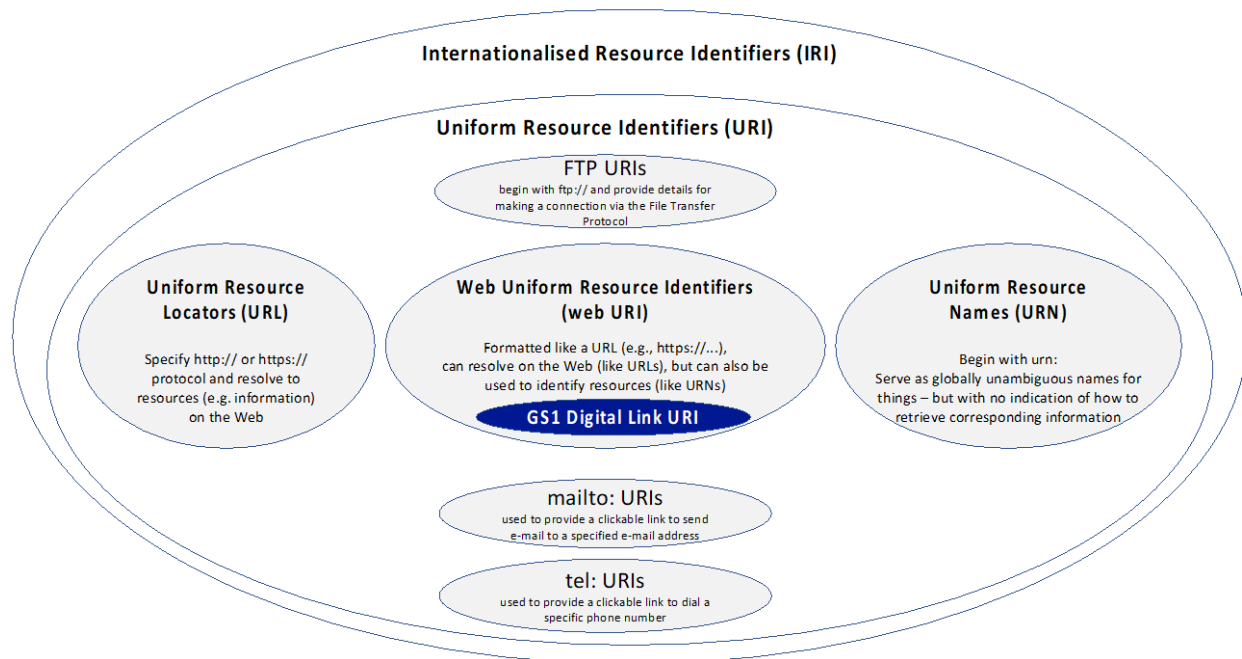 Internationalised Resource Identifiers (IRI)
Uniform Resource Identifiers (URI)
FTP URIs
begin with ftp:// and provide details for
making a connection via the File Transfer
Protocol
Uniform Resource
Locators (URL)
Specify http:// or https://
protocol and resolve to
resources (e.g. information)
on the Web
Web Uniform Resource Identifiers
(web URI)
Formatted like a URL (e.g., https://...),
can resolve on the Web (like URLs), but can also be
used to identify resources (like URNs)
GS1 Digital Link URI
Uniform Resource
Names (URN)
Begin with urn:
Serve as globally unambiguous names for
things – but with no indication of how to
retrieve corresponding information
mailto: URIs
used to provide a clickable link to send
e-mail to a specified e-mail address
tel: URIs
used to provide a clickable link to dial a
specific phone number